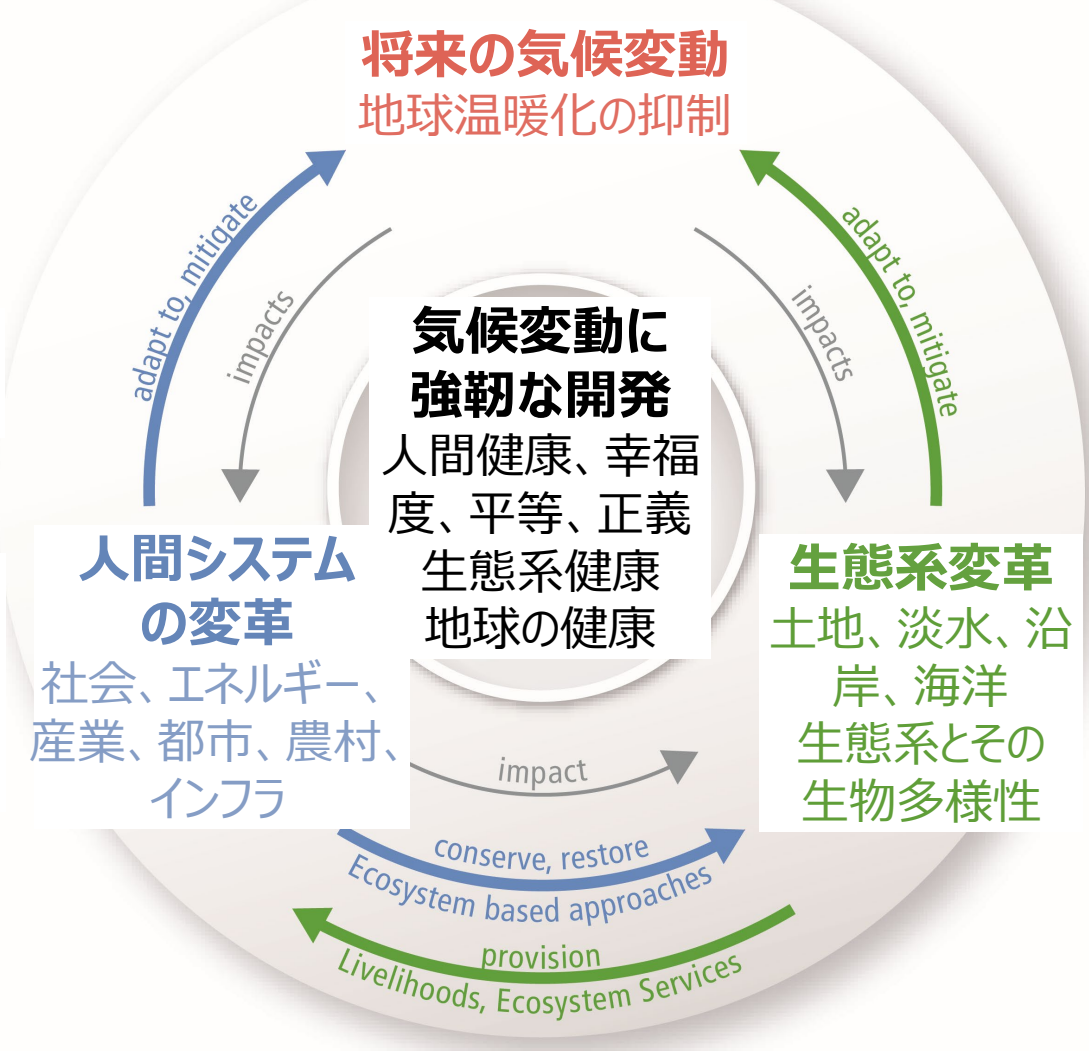 将来の気候変動
地球温暖化の抑制
adapt to, mitigate
impacts
impacts
adapt to, mitigate
気候変動に
強靭な開発
人間健康、幸福
度、平等、正義
生態系健康
地球の健康
人間システム
の変革
社会、エネルギー、
産業、都市、農村、
インフラ
生態系変革
土地、淡水、沿
岸、海洋
生態系とその
生物多様性
impact
conserve, restore
Ecosystem based approaches
provision
Livelihoods, Ecosystem Services